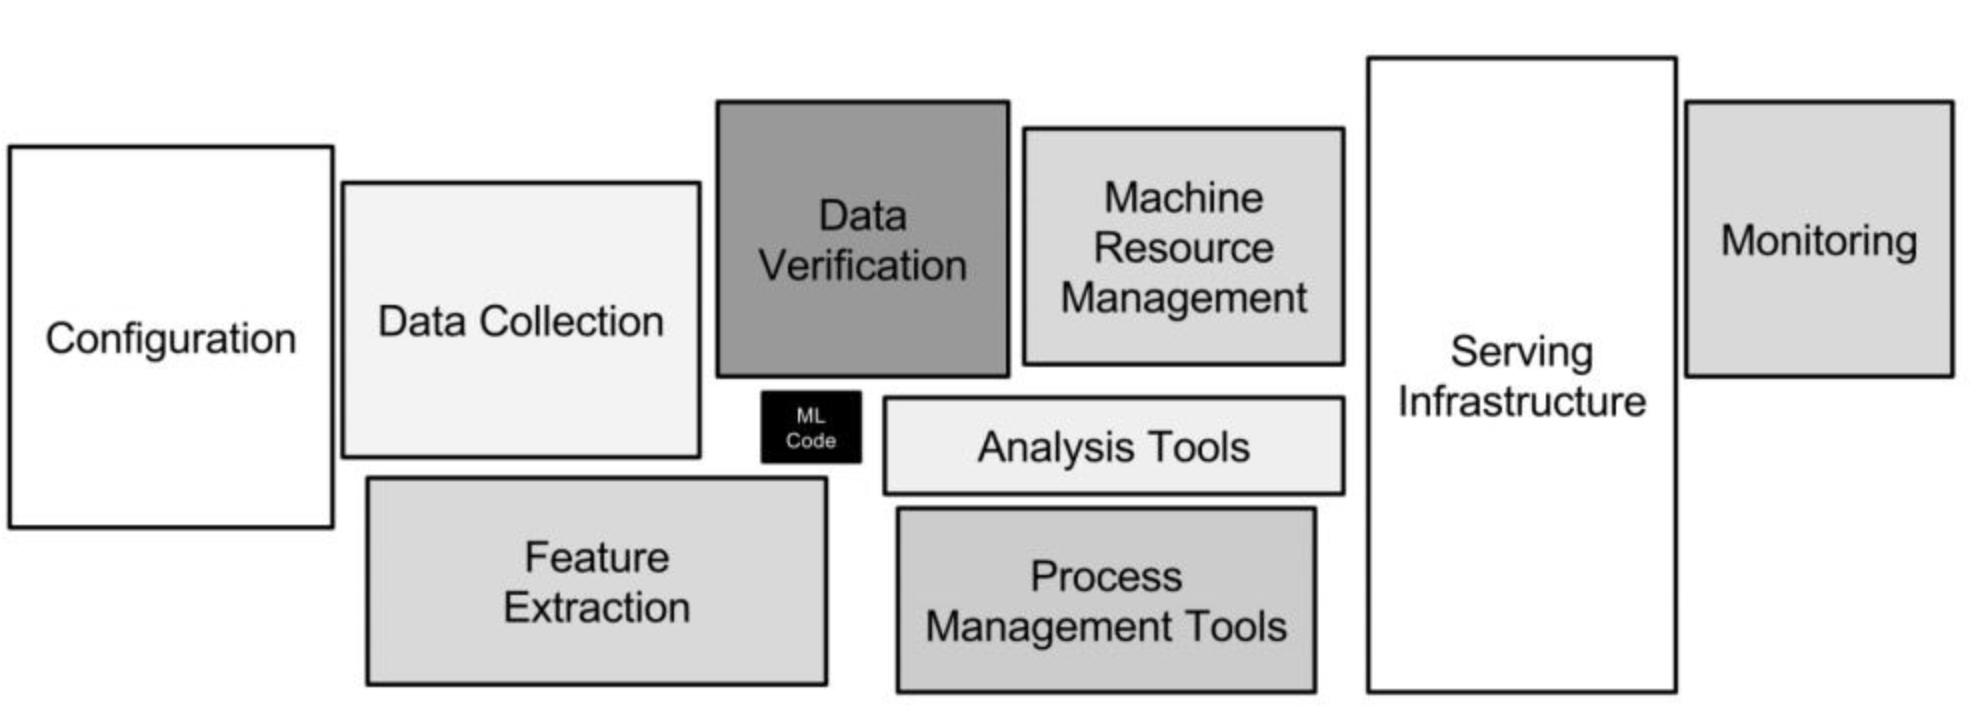 Configuration
Data Collection
Data
Verification
Machine
Resource
Management
ML
Code
Analysis Tools
Feature
Extraction
Process
Management Tools
Serving
Infrastructure
Monitoring